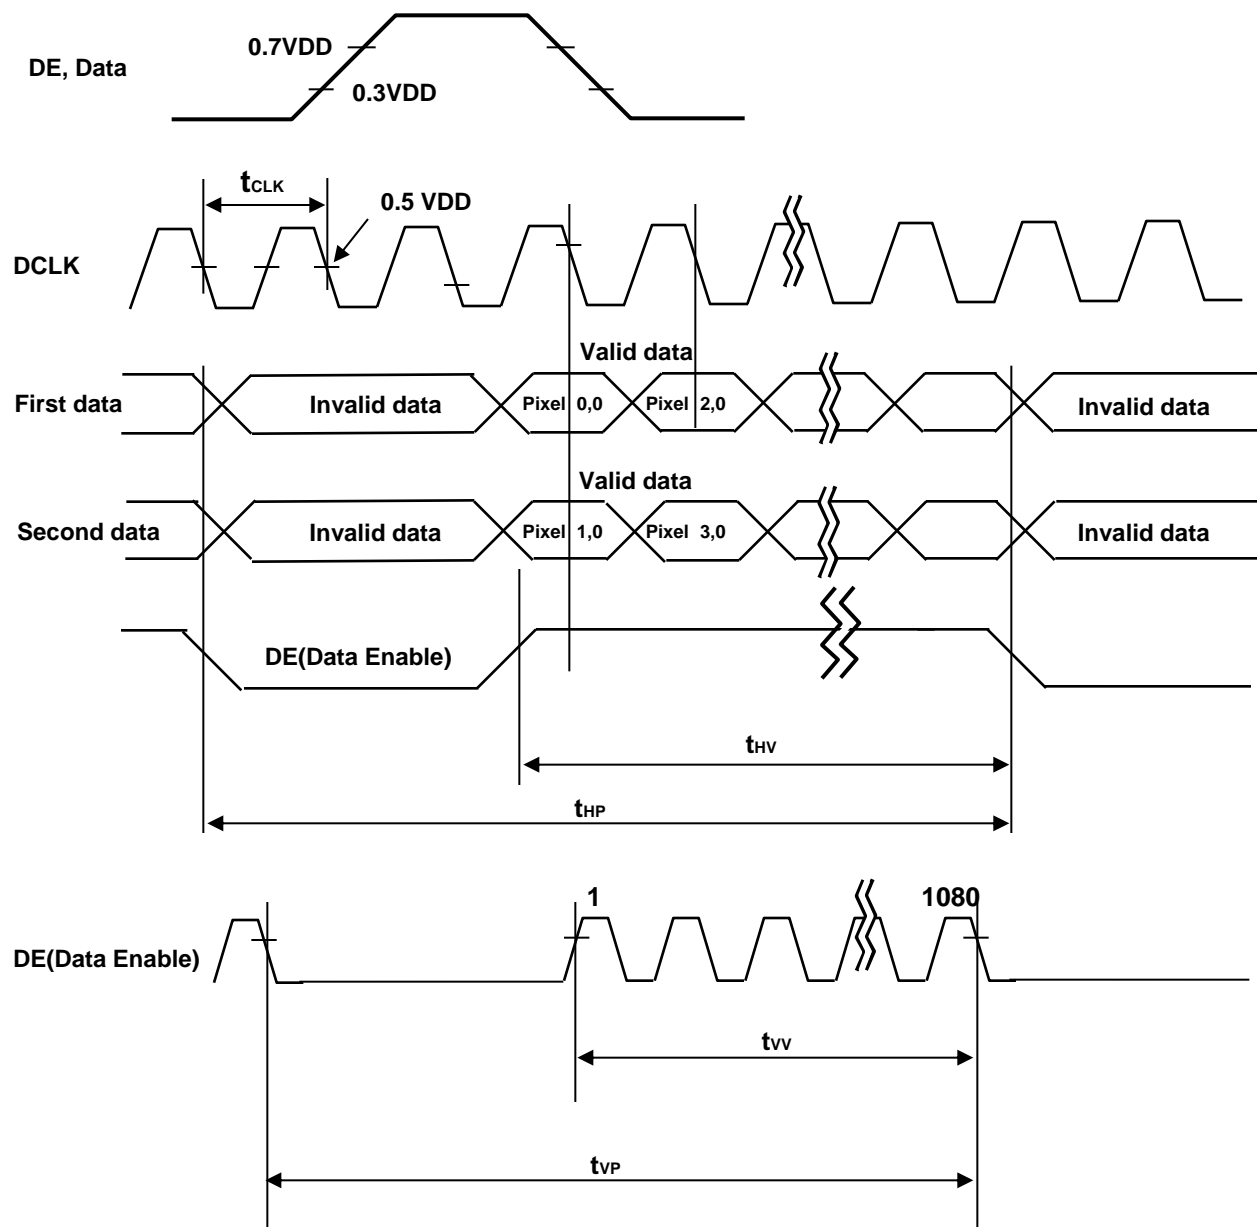 DE, Data
0.7VDD
0.3VDD
tCLK
0.5 VDD
DCLK
Valid data
First data
Invalid data
Pixel 0,0
Pixel 2,0
Invalid data
Valid data
Second data
Invalid data
Pixel 1,0
Pixel 3,0
Invalid data
DE(Data Enable)
tHV
tHP
1
1080
DE(Data Enable)
tVV
tVP